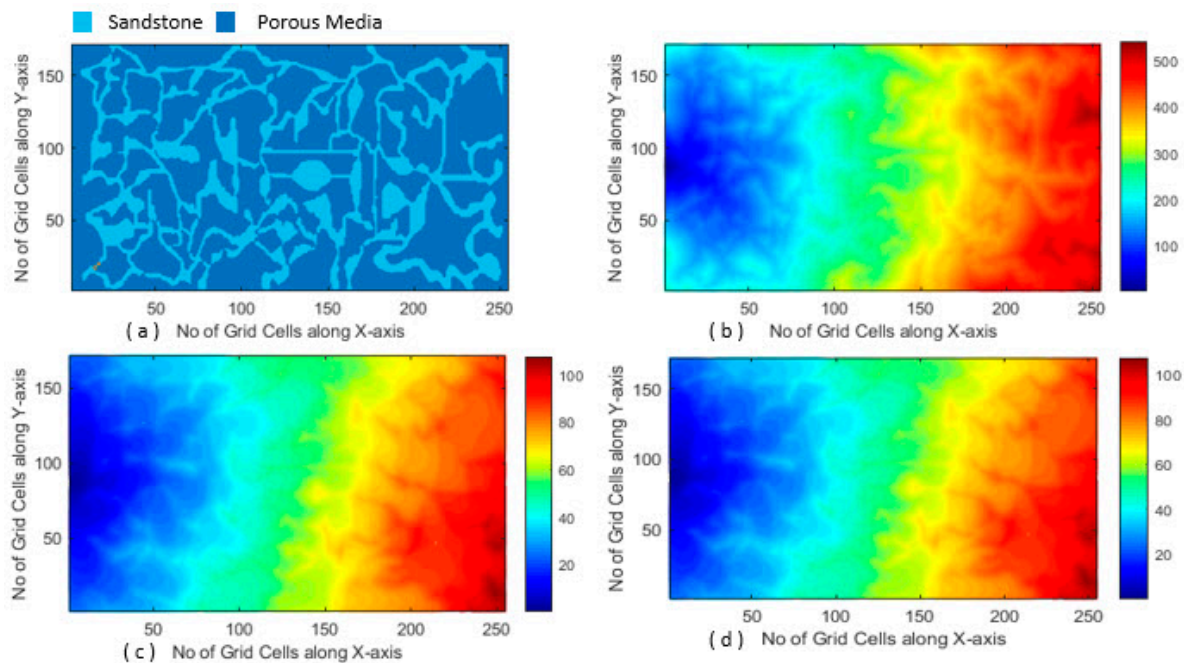 Sandstone Porous Media
No of Grid Cells along Y-axis
150
100
50
50 100 150 200 250
( a ) No of Grid Cells along X-axis
No of Grid Cells along Y-axis
150
100
50
50 100 150 200 250
( b ) No of Grid Cells along X-axis
500
400
300
200
100
No of Grid Cells along Y-axis
150
100
50
50 100 150 200 250
( c ) No of Grid Cells along X-axis
100
80
60
40
20
No of Grid Cells along Y-axis
150
100
50
50 100 150 200 250
( d ) No of Grid Cells along X-axis
100
80
60
40
20